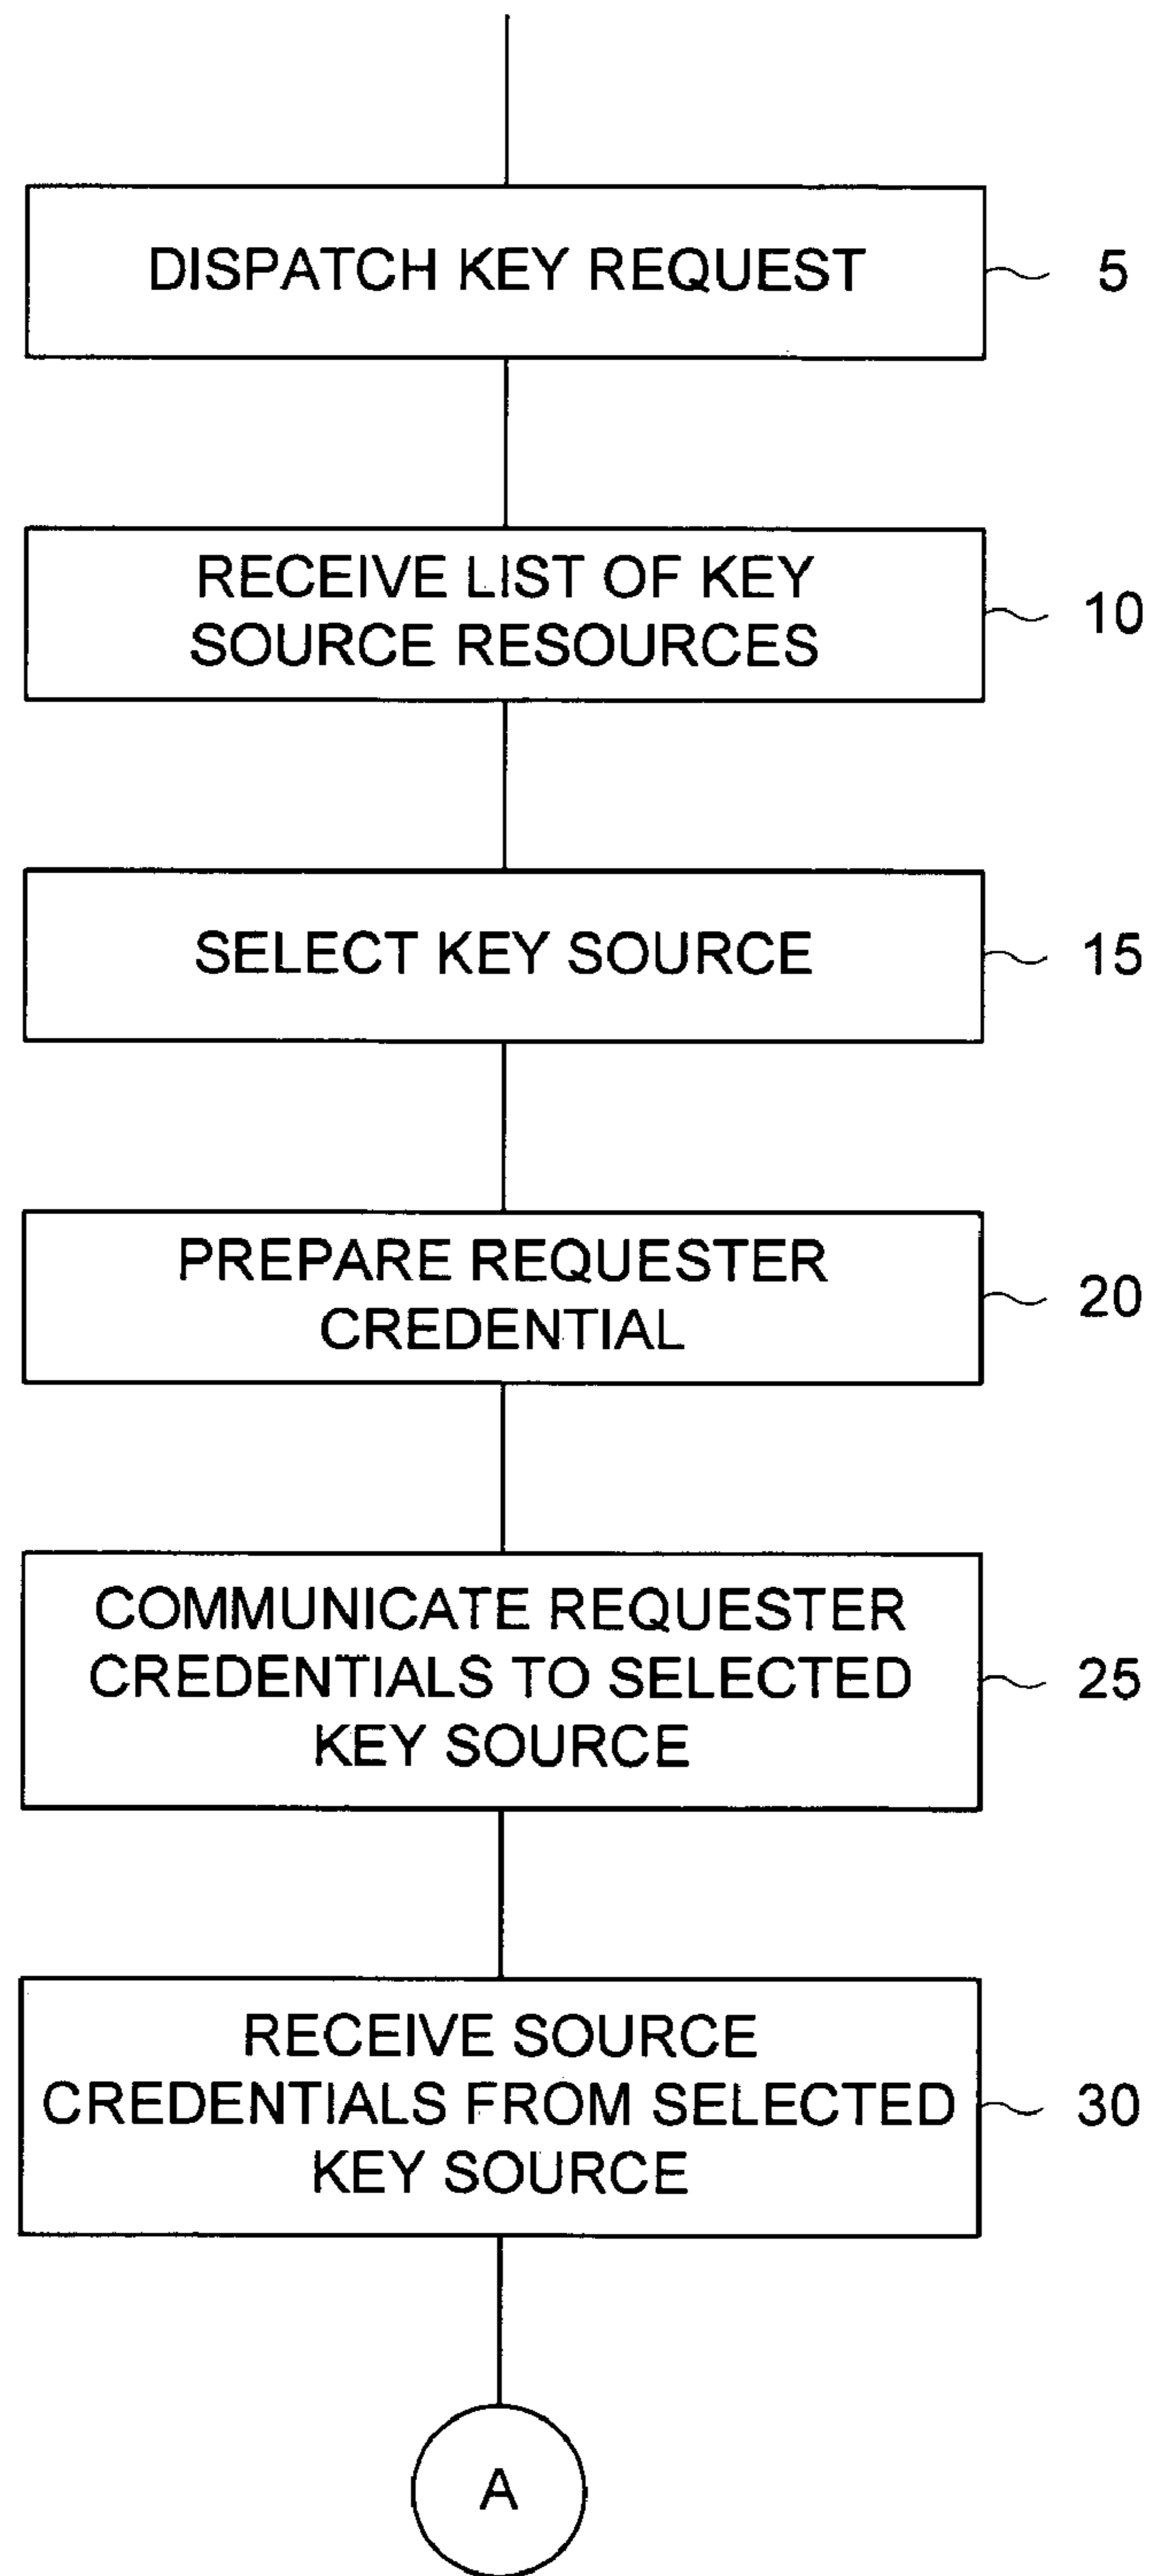 DISPATCH KEY REQUEST
5
RECEIVE LIST OF KEY
SOURCE RESOURCES
10
SELECT KEY SOURCE
15
PREPARE REQUESTER
CREDENTIAL
20
COMMUNICATE REQUESTER
CREDENTIALS TO SELECTED
KEY SOURCE
25
RECEIVE SOURCE
CREDENTIALS FROM SELECTED
KEY SOURCE
30
A